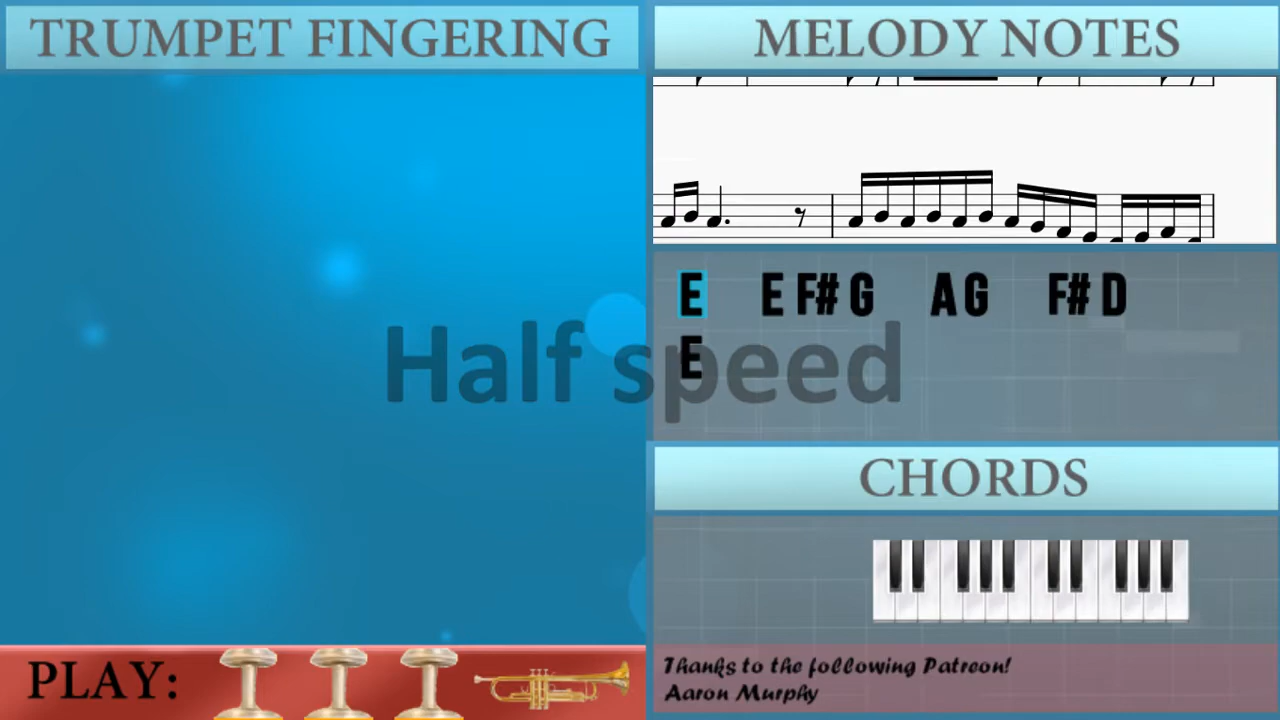 TRUMPET FINGERING
MELODY NOTES
E E F# G A G F# D
E
Half speed
CHORDS
PLAY:
Thanks to the following Patreon!
Aaron Murphy